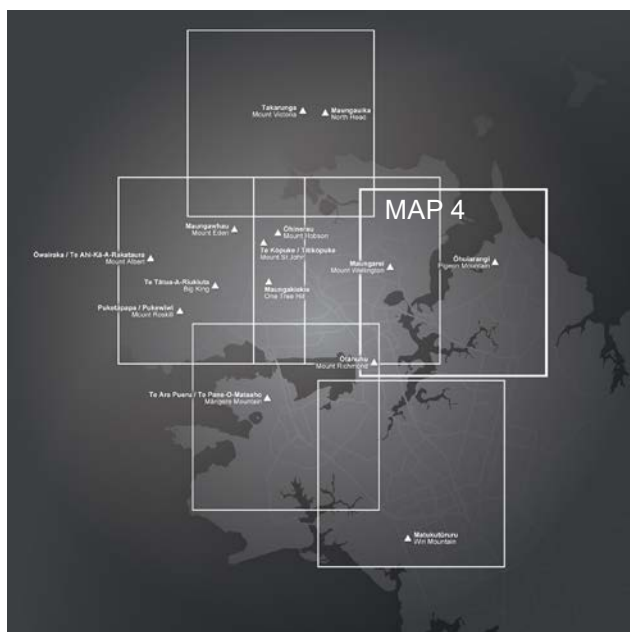 Takarunga
Mount Victoria
Maungauika
North Head
MAP 4
Maungawhau
Mount Eden
Ōhinerau
Mount Hobson
Te Kōpuke / Tītīkōpuke
Mount St John
Ōwairaka / Te Ahi-Kā-A-Rakataura
Mount Albert
Maungarei
Mount Wellington
Ōhuiarangi
Pigeon Mountain
Te Tātua-A-Riukiuta
Big King
Maungakiekie
One Tree Hill
Puketāpapa / Pukewīwī
Mount Roskill
Ōtāhuhu
Mount Richmond
Te Ara Pueru / Te Pane-O-Mataaho
Māngere Mountain
Matukutūruru
Wiri Mountain